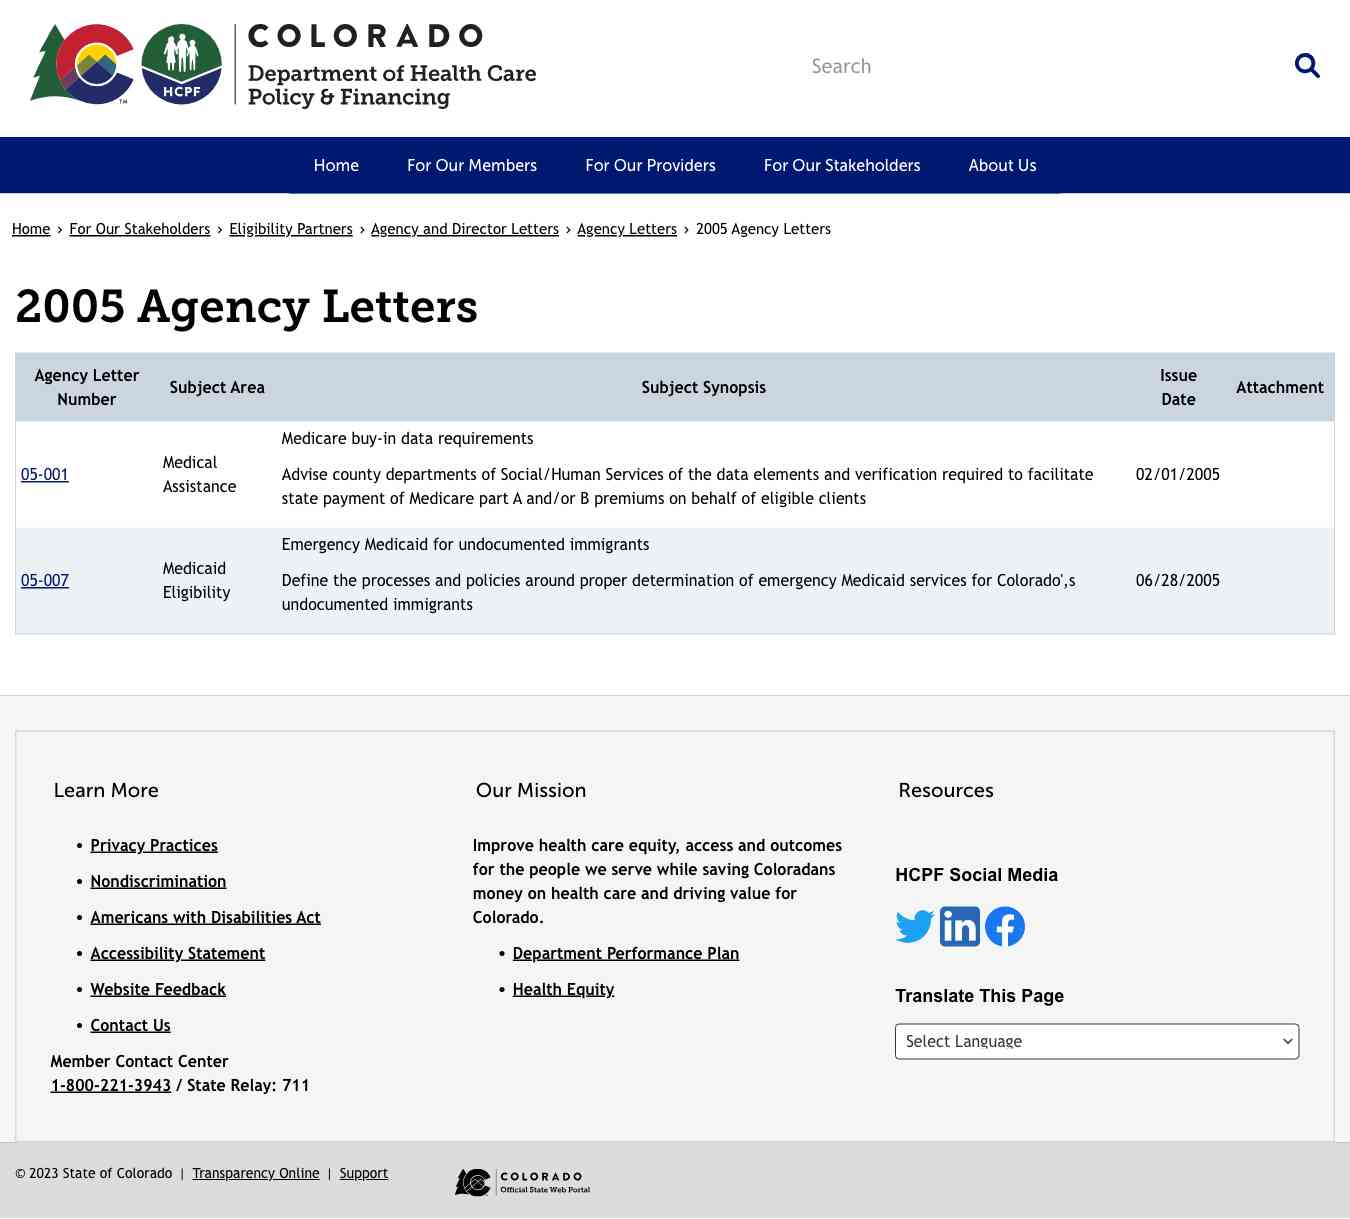 COLORADO
Department of Health Care
Policy & Financing
HCPF
TM
Search
Home For Our Members For Our Providers For Our Stakeholders About Us
Home › For Our Stakeholders › Eligibility Partners › Agency and Director Letters › Agency Letters › 2005 Agency Letters
2005 Agency Letters
Agency Letter
Number
Subject Area
Subject Synopsis
Issue
Date
Attachment
05-001
Medical
Assistance
Medicare buy-in data requirements
Advise county departments of Social/Human Services of the data elements and verification required to facilitate
state payment of Medicare part A and/or B premiums on behalf of eligible clients
02/01/2005
05-007
Medicaid
Eligibility
Emergency Medicaid for undocumented immigrants
Define the processes and policies around proper determination of emergency Medicaid services for Colorado',s
undocumented immigrants
06/28/2005
Learn More
• Privacy Practices
• Nondiscrimination
• Americans with Disabilities Act
• Accessibility Statement
• Website Feedback
• Contact Us
Member Contact Center
1-800-221-3943 / State Relay: 711
Our Mission
Improve health care equity, access and outcomes
for the people we serve while saving Coloradans
money on health care and driving value for
Colorado.
• Department Performance Plan
• Health Equity
Resources
HCPF Social Media
in
Translate This Page
Select Language
© 2023 State of Colorado | Transparency Online | Support
COLORADO
Official State Web Portal